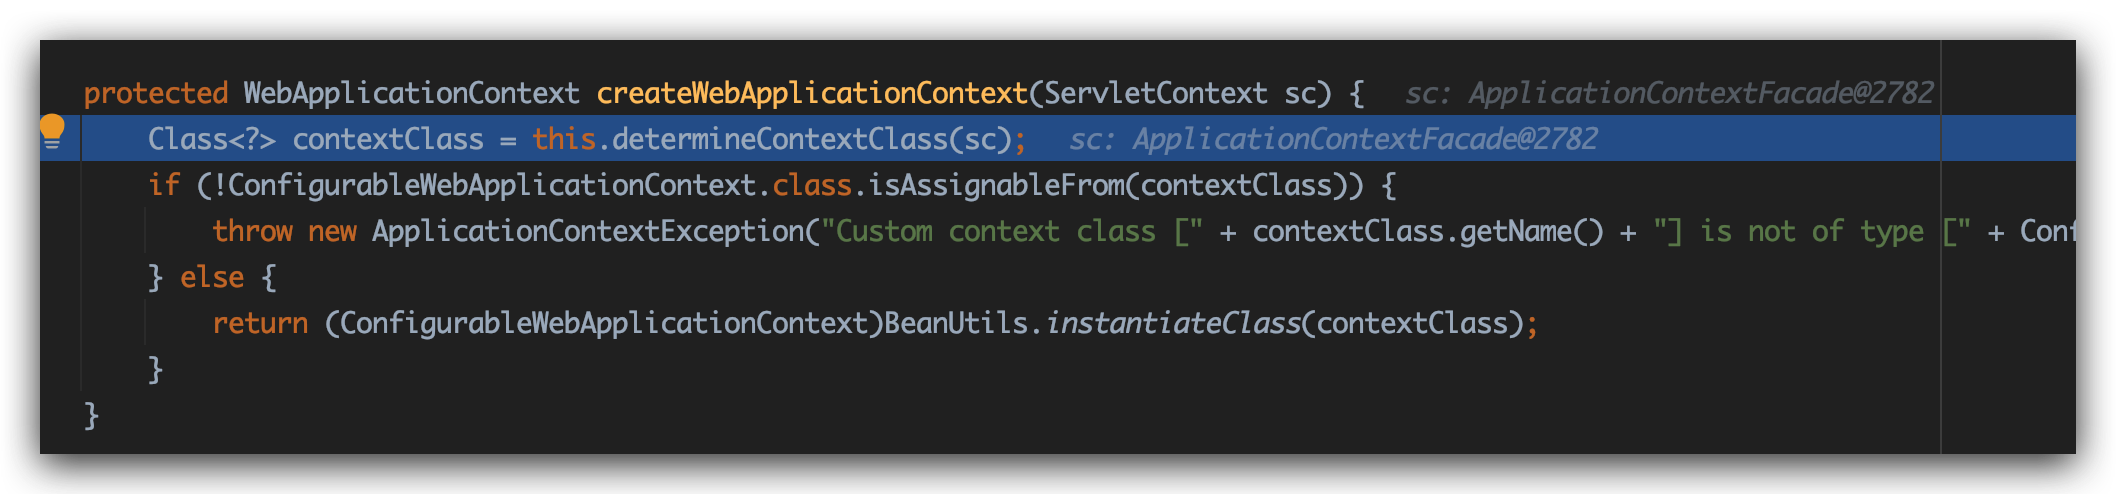 protected WebApplicationContext createWebApplicationContext(ServletContext sc) { sc: ApplicationContextFacade@2782
Class<?> contextClass = this.determineContextClass(sc); sc: ApplicationContextFacade@2782
if (!ConfigurableWebApplicationContext.class.isAssignableFrom(contextClass)) {
throw new ApplicationContextException("Custom context class [" + contextClass.getName() + "] is not of type [" + Conf
} else {
return (ConfigurableWebApplicationContext)BeanUtils.instantiateClass(contextClass);
}
}